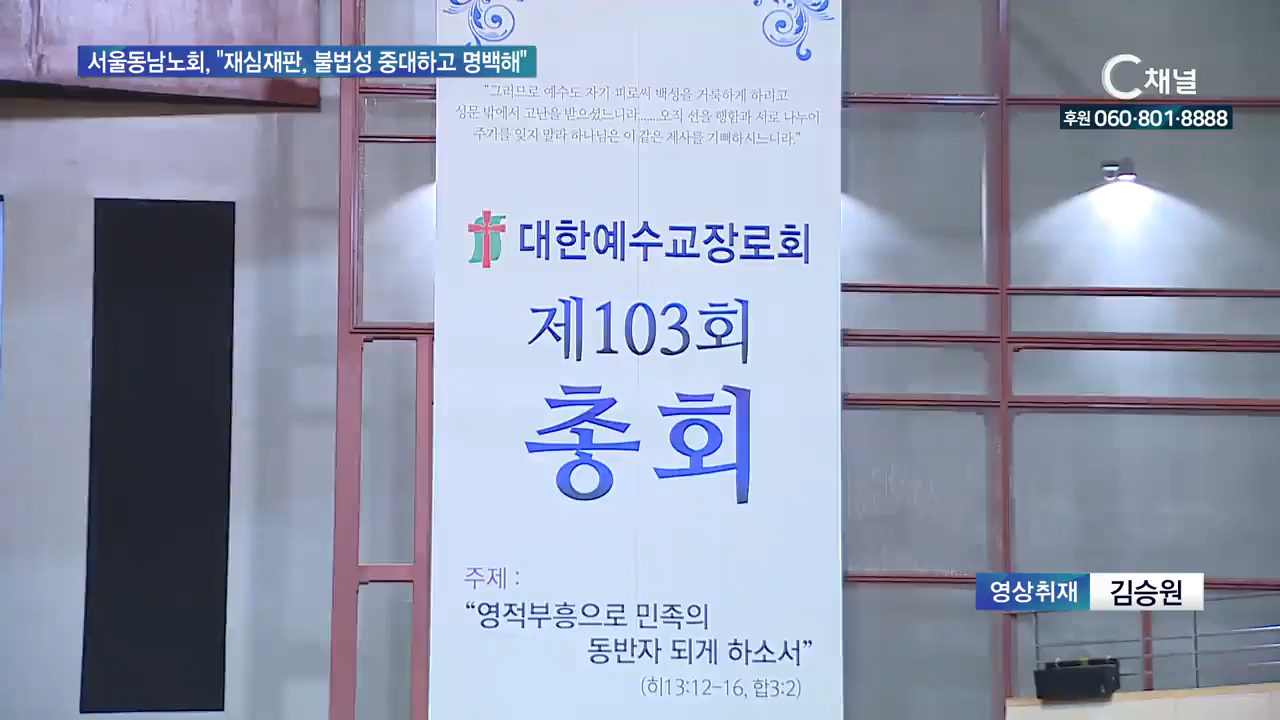 서울동남노회, "재심재판, 불법성 중대하고 명백해"
C채널
후원 060·801·8888
"그러므로 예수도 자기 피로써 백성을 거룩하게 하려고
성문 밖에서 고난을 받으셨느니라......오직 선을 행함과 서로 나누어
주기를 잊지 말라 하나님은 이 같은 제사를 기뻐하시느니라."
대한예수교장로회
제103회
총회
주제 :
"영적부흥으로 민족의
동반자 되게 하소서"
(히13:12-16, 합3:2)
영상취재 김승원